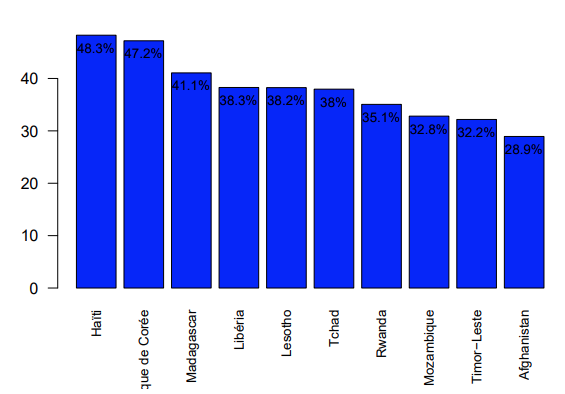 48.3%
47.2%
41.1%
38.3%
38.2%
38%
35.1%
32.8%
32.2%
28.9%
40
30
20
10
0
Haïti
que de Corée
Madagascar
Libéria
Lesotho
Tchad
Rwanda
Mozambique
Timor−Leste
Afghanistan